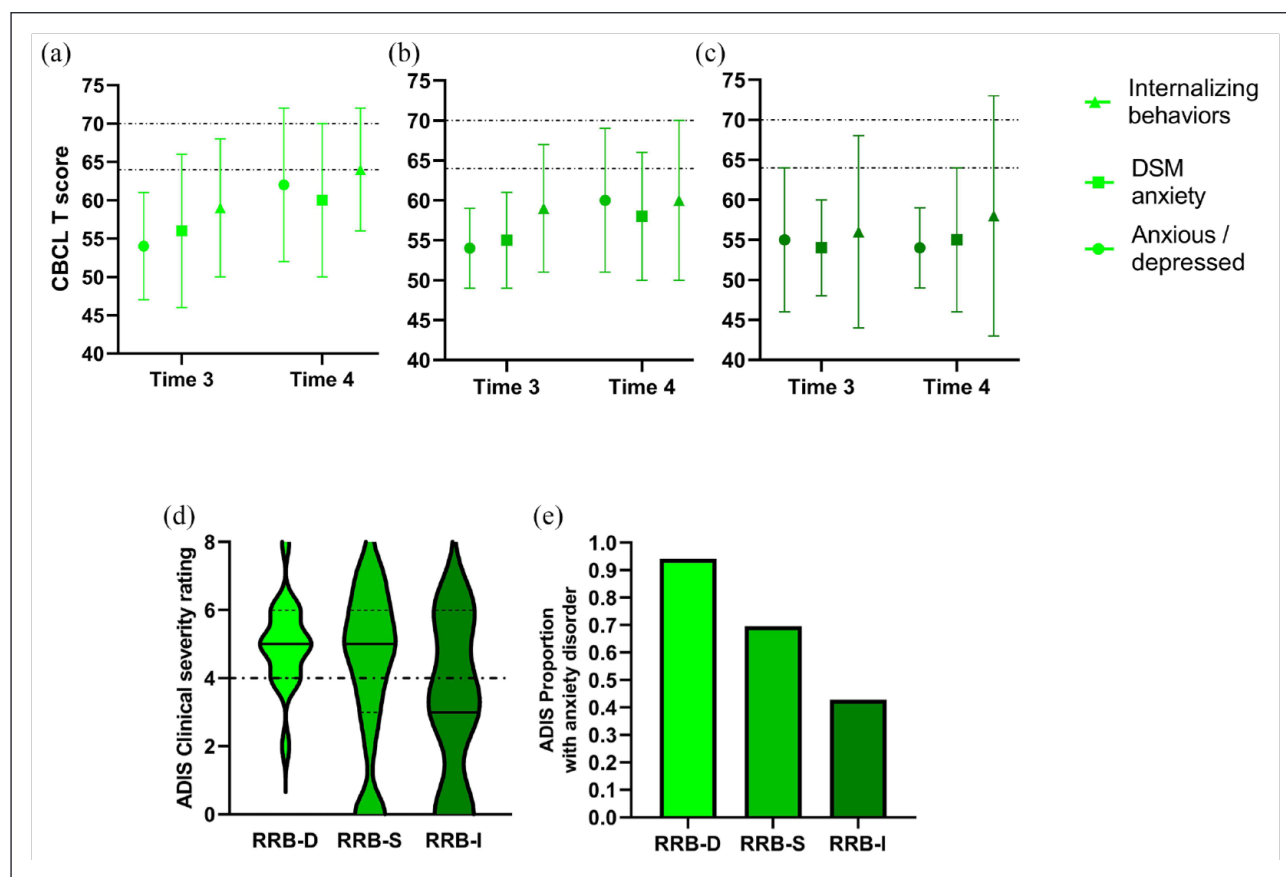 (a)
(b)
(c)
CBCL T score
75
70
65
60
55
50
45
40
Time 3
Time 4
75
70
65
60
55
50
45
40
Time 3
Time 4
75
70
65
60
55
50
45
40
Time 3
Time 4
Internalizing
behaviors
DSM
anxiety
Anxious /
depressed
(d)
ADIS Clinical severity rating
8
6
4
2
0
RRB-D
RRB-S
RRB-I
(e)
ADIS Proportion
with anxiety disorder
1.0
0.9
0.8
0.7
0.6
0.5
0.4
0.3
0.2
0.1
0.0
RRB-D
RRB-S
RRB-I